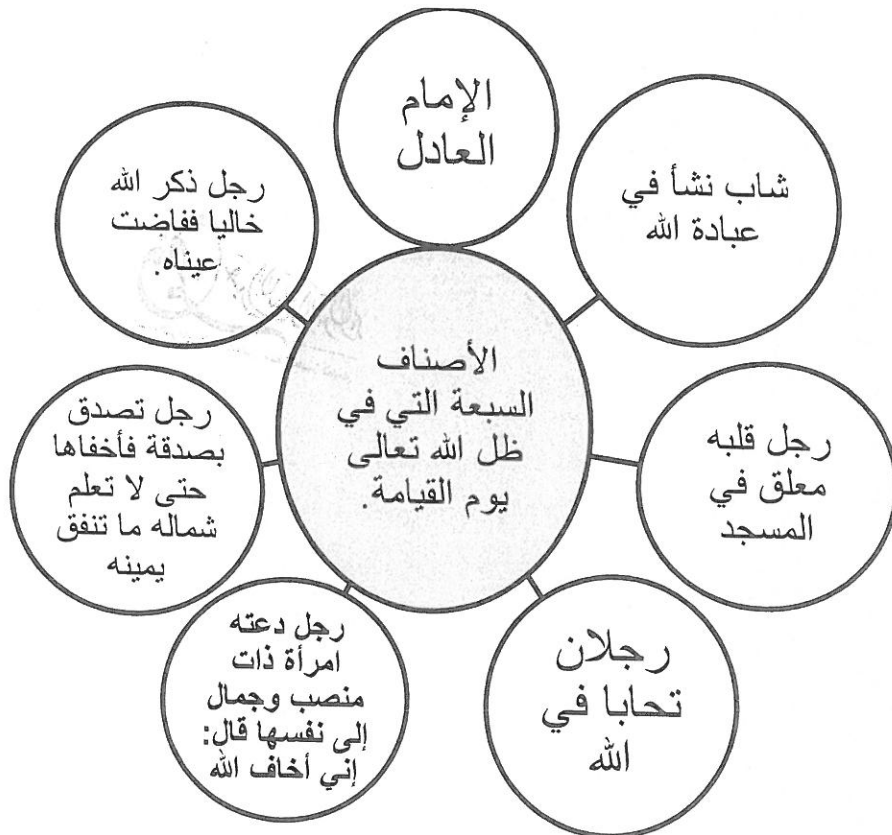 الأصناف
السبعة التي في
ظل الله تعالى
يوم القيامة.
الإمام
العادل
شاب نشأ في
عبادة الله
رجل قلبه
معلق في
المسجد
رجلان
تحابا في
الله
رجل دعته
امرأة ذات
منصب وجمال
إلى نفسها قال:
إني أخاف الله
رجل تصدق
بصدقة فأخفاها
حتى لا تعلم
شماله ما تنفق
يمينه
رجل ذكر الله
خاليا ففاضت
عيناه.